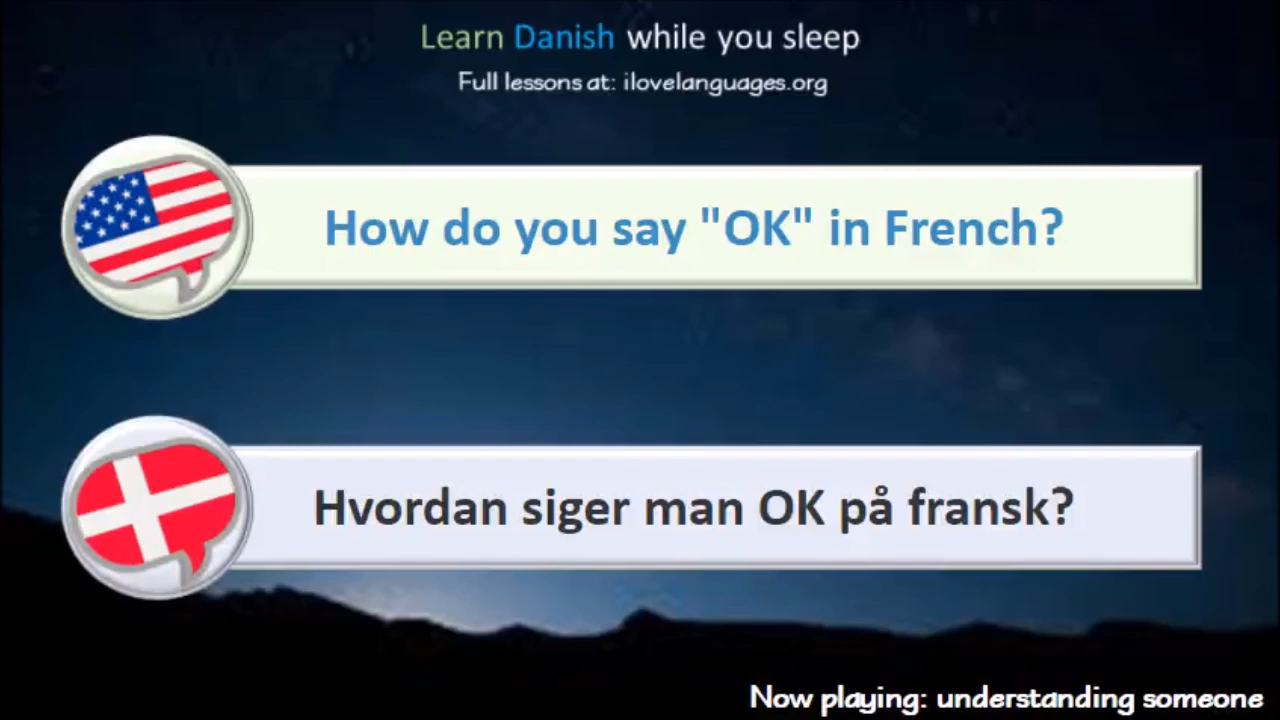 Learn Danish while you sleep
Full lessons at: ilovelanguages.org
How do you say "OK" in French?
Hvordan siger man OK på fransk?
Now playing: understanding someone